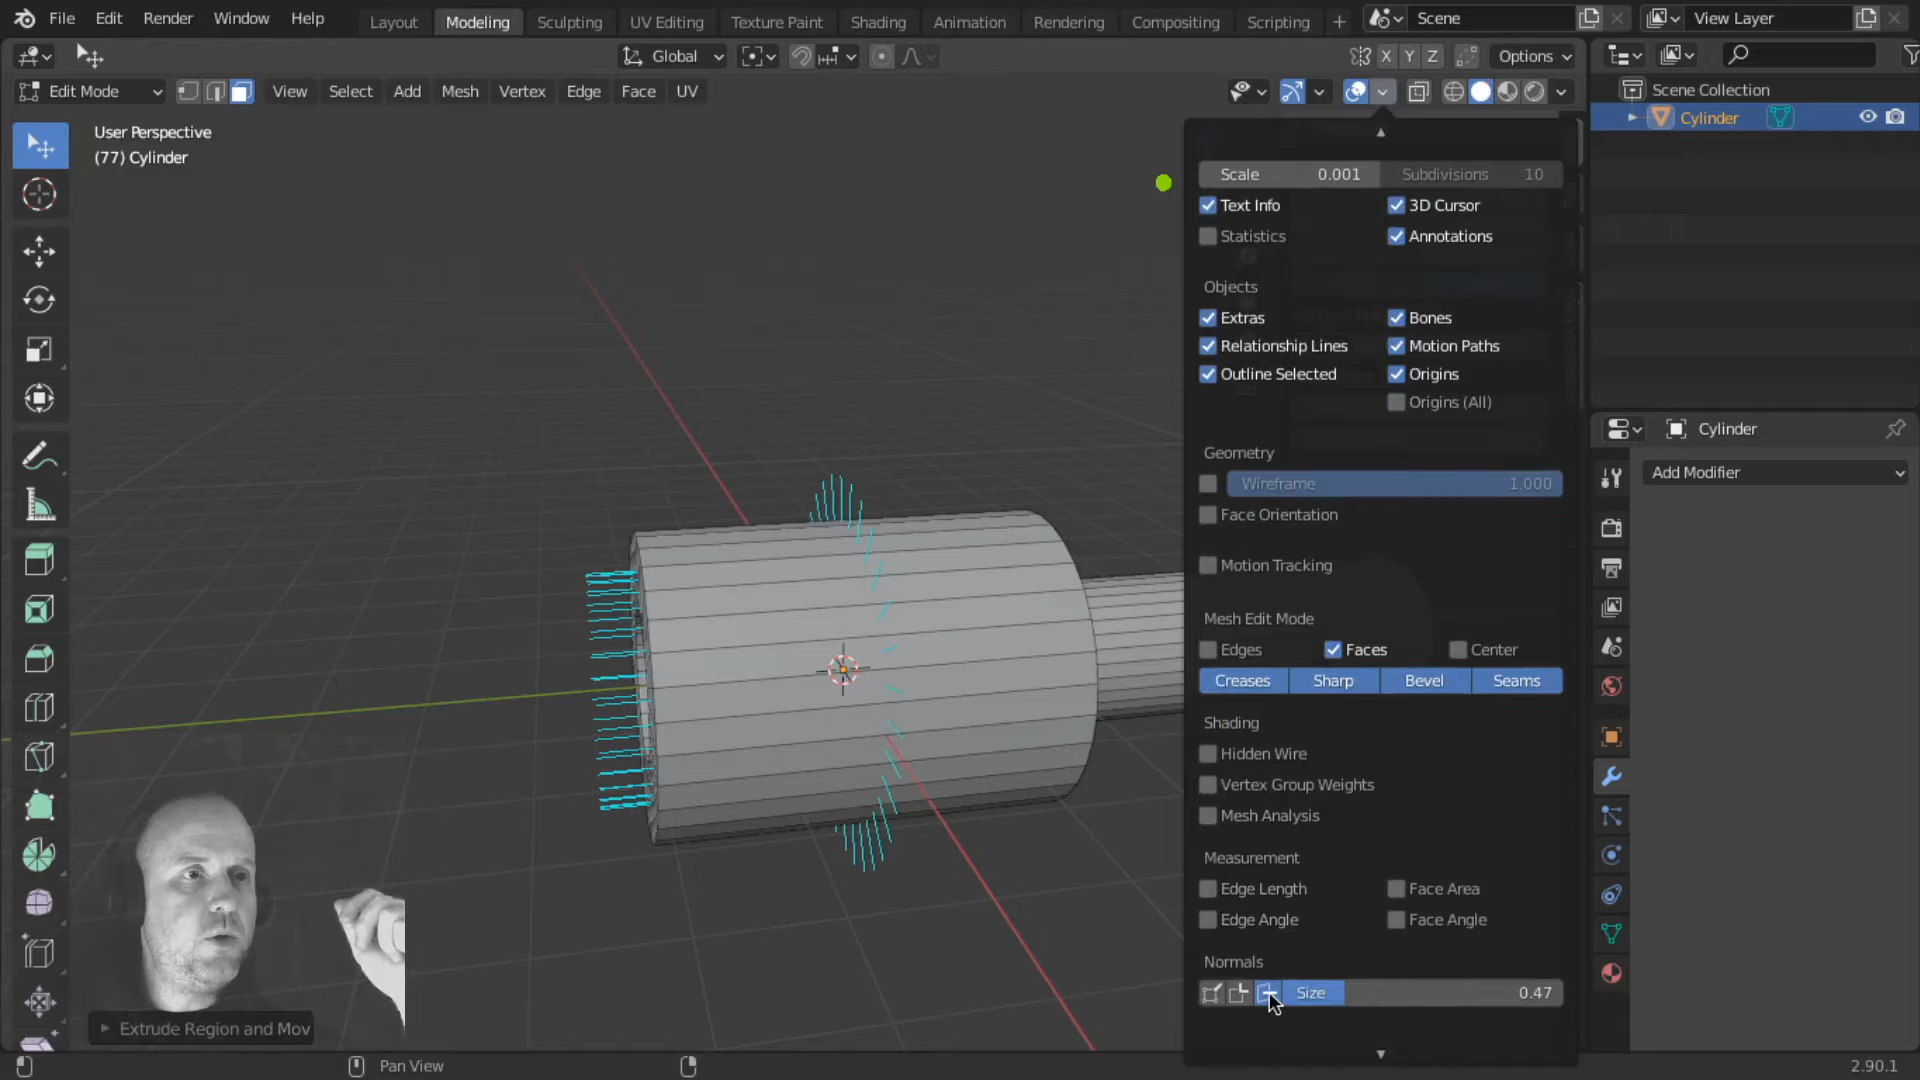 File Edit Render Window Help Layout Modeling Sculpting UV Editing Texture Paint Shading Animation Rendering Compositing Scripting + Scene View Layer
Global X Y Z Options
Edit Mode View Select Add Mesh Vertex Edge Face UV
Scene Collection
Cylinder
User Perspective
(77) Cylinder
Scale 0.001 Subdivisions 10
Text Info 3D Cursor
Statistics Annotations
Objects
Extras Bones
Relationship Lines Motion Paths
Outline Selected Origins
Origins (All)
Geometry
Wireframe 1.000
Face Orientation
Motion Tracking
Mesh Edit Mode
Edges Faces Center
Creases Sharp Bevel Seams
Shading
Hidden Wire
Vertex Group Weights
Mesh Analysis
Measurement
Edge Length Face Area
Edge Angle Face Angle
Normals
Size 0.47
Cylinder
Add Modifier
Extrude Region and Mov
Pan View 2.90.1